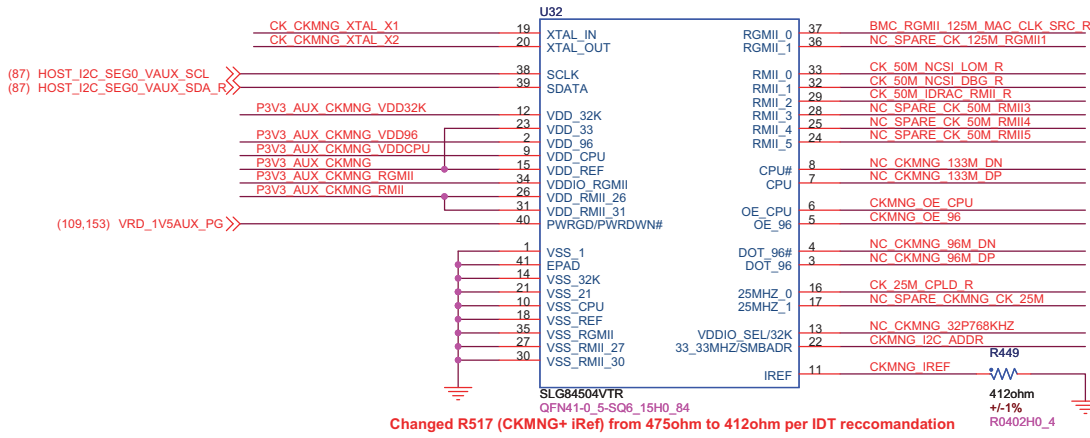 U32
CK_CKMNG_XTAL_X1 19 XTAL_IN RGMII_0 37 BMC_RGMII_125M_MAC_CLK_SRC_R
CK_CKMNG_XTAL_X2 20 XTAL_OUT RGMII_1 36 NC_SPARE_CK_125M_RGMII1
(87) HOST_I2C_SEG0_VAUX_SCL 38 SCLK RMII_0 33 CK_50M_NCSI_LOM_R
(87) HOST_I2C_SEG0_VAUX_SDA_R 39 SDATA RMII_1 32 CK_50M_NCSI_DBG_R
RMII_2 29 CK_50M_IDRAC_RMII_R
P3V3_AUX_CKMNG_VDD32K 12 VDD_32K RMII_3 28 NC_SPARE_CK_50M_RMII3
23 VDD_33 RMII_4 25 NC_SPARE_CK_50M_RMII4
P3V3_AUX_CKMNG_VDD96 2 VDD_96 RMII_5 24 NC_SPARE_CK_50M_RMII5
P3V3_AUX_CKMNG_VDDCPU 9 VDD_CPU
P3V3_AUX_CKMNG 15 VDD_REF CPU# 8 NC_CKMNG_133M_DN
P3V3_AUX_CKMNG_RGMII 34 VDDIO_RGMII CPU 7 NC_CKMNG_133M_DP
P3V3_AUX_CKMNG_RMII 26 VDD_RMII_26
31 VDD_RMII_31 OE_CPU 6 CKMNG_OE_CPU
(109,153) VRD_1V5AUX_PG 40 PWRGD/PWRDWN# OE_96 5 CKMNG_OE_96
1 VSS_1 DOT_96# 4 NC_CKMNG_96M_DN
41 EPAD DOT_96 3 NC_CKMNG_96M_DP
14 VSS_32K
21 VSS_21 25MHZ_0 16 CK_25M_CPLD_R
10 VSS_CPU 25MHZ_1 17 NC_SPARE_CKMNG_CK_25M
18 VSS_REF
35 VSS_RGMII VDDIO_SEL/32K 13 NC_CKMNG_32P768KHZ
27 VSS_RMII_27 33_33MHZ/SMBADR 22 CKMNG_I2C_ADDR
30 VSS_RMII_30
R449
IREF 11 CKMNG_IREF
SLG84504VTR
412ohm
QFN41-0_5-SQ6_15H0_84
+/-1%
R0402H0_4
Changed R517 (CKMNG+ iRef) from 475ohm to 412ohm per IDT reccomandation